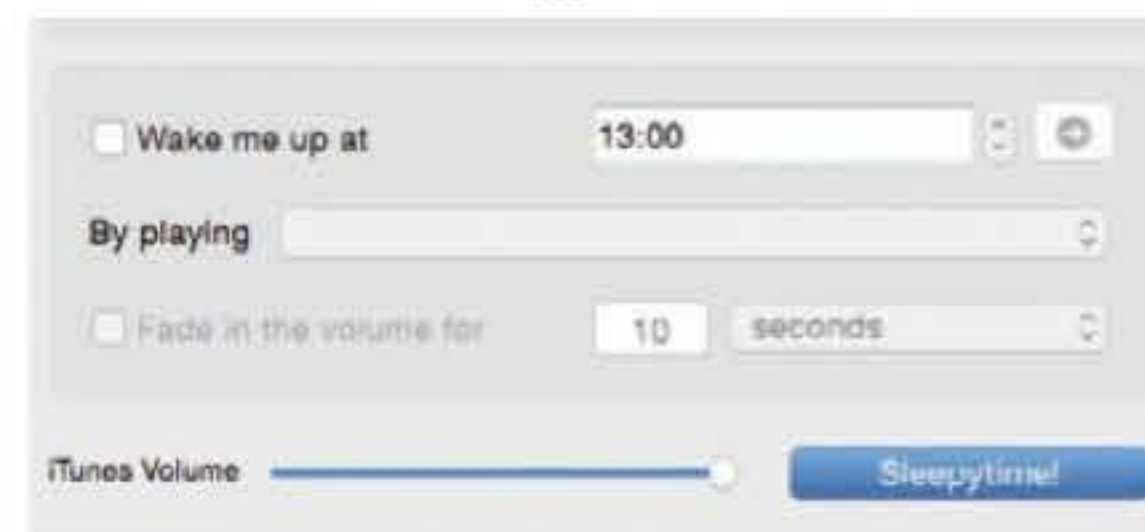 Wake me up at 13:00
By playing
Fade in the volume for 10 seconds
iTunes Volume Sleepytime!